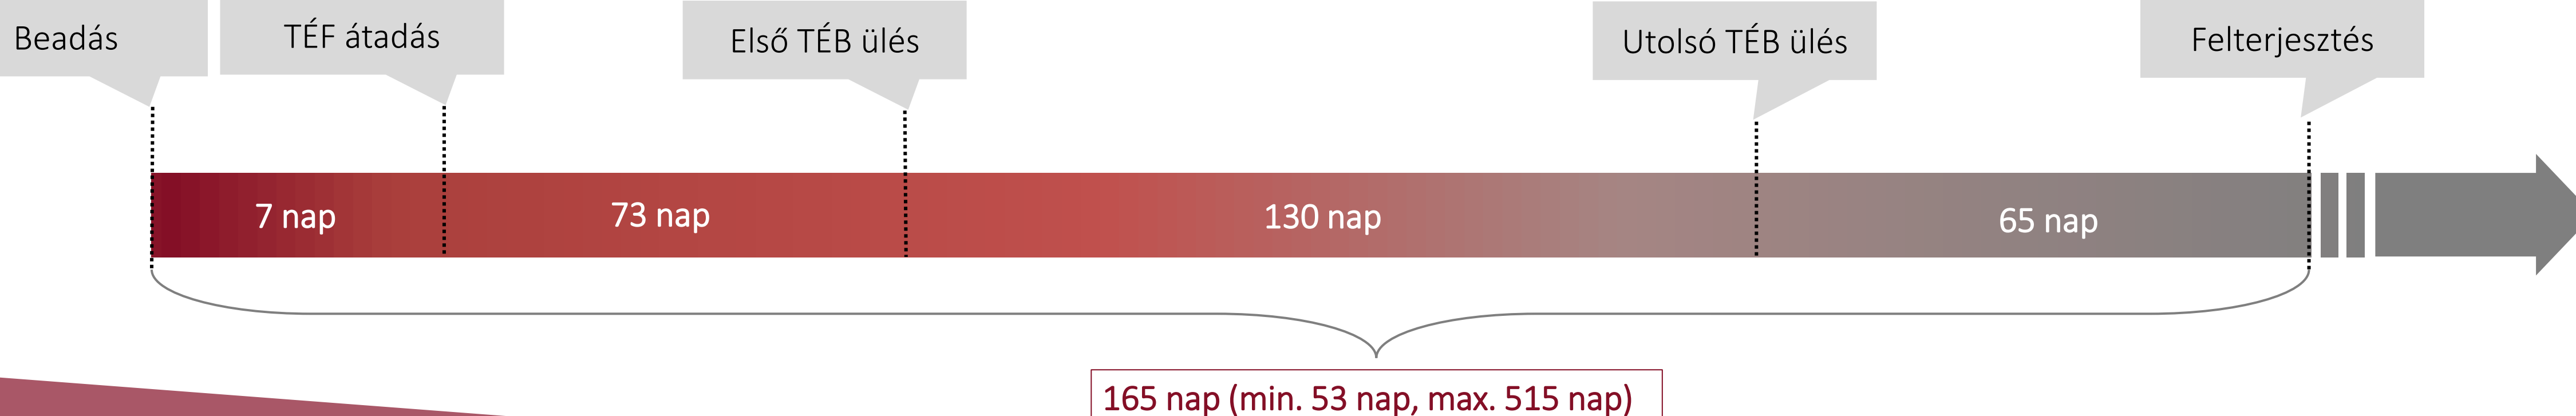 Beadás
TÉF átadás
Első TÉB ülés
Utolsó TÉB ülés
Felterjesztés
7 nap
73 nap
130 nap
65 nap
165 nap (min. 53 nap, max. 515 nap)